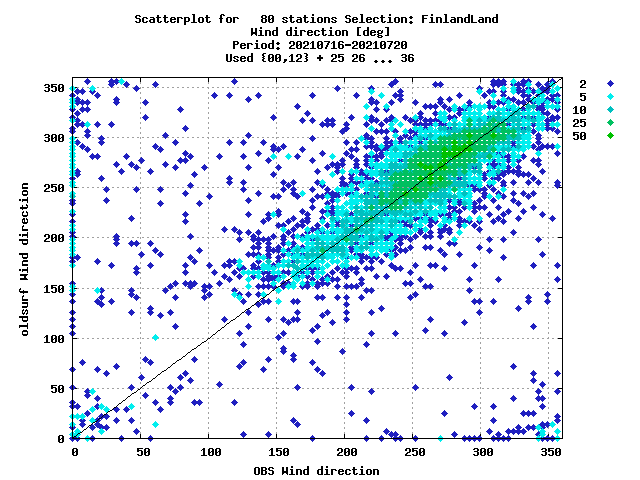 Scatterplot for   80 stations Selection: FinlandLand
Wind direction [deg]
Period: 20210716-20210720
Used {00,12} + 25 26 ... 36
2
5
10
25
50
350
300
250
200
150
100
50
0
oldsurf Wind direction
0 50 100 150 200 250 300 350
OBS Wind direction